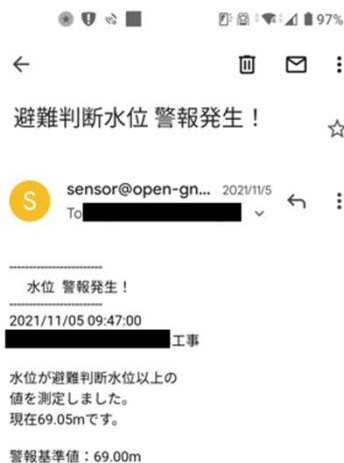 97%
避難判断水位 警報発生！
S
sensor@open-gn... 2021/11/5
To
--------------------
水位 警報発生！
--------------------
2021/11/05 09:47:00
工事
水位が避難判断水位以上の
値を測定しました。
現在69.05mです。
警報基準値：69.00m